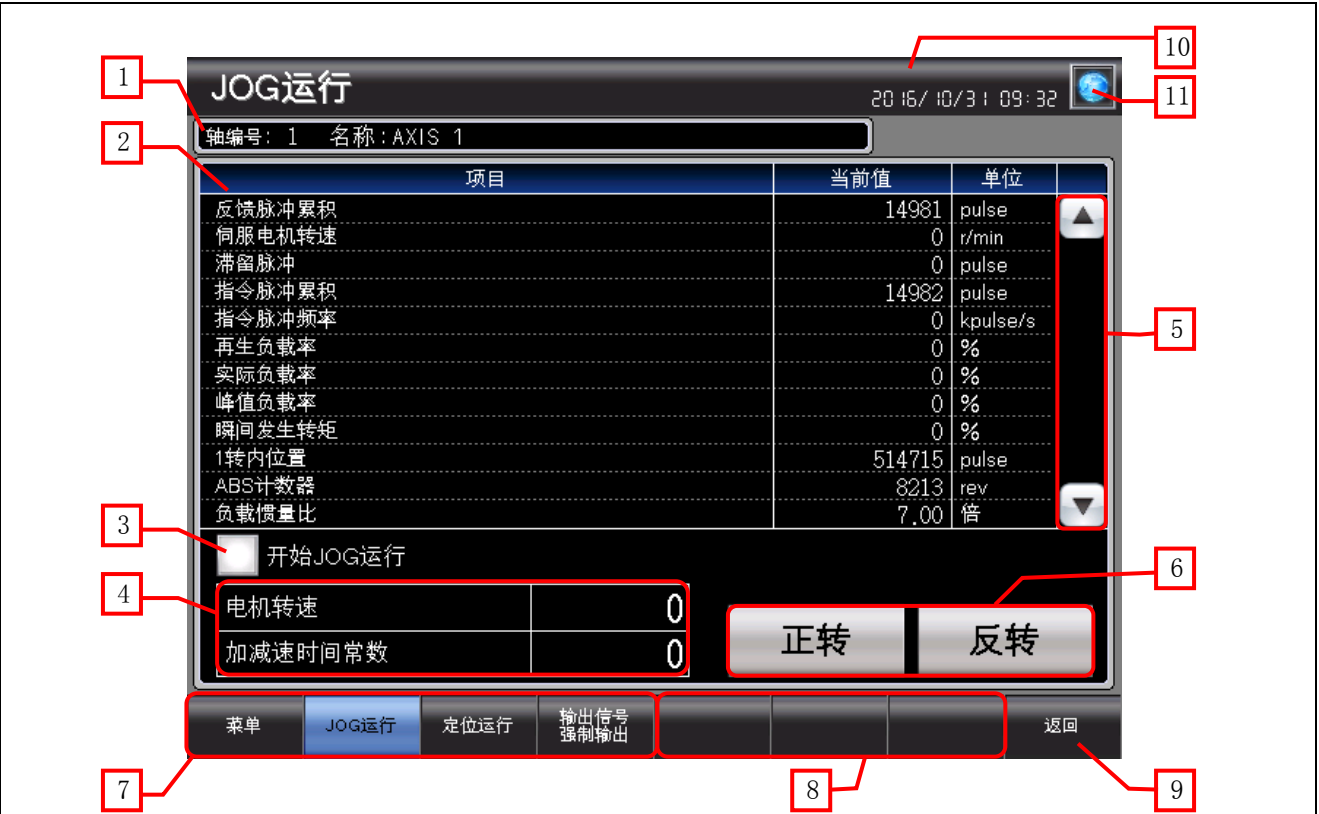 10
1
JOG运行
2016/10/31 09:32
11
轴编号: 1 名称:AXIS 1
2
项目 当前值 单位
反馈脉冲累积 14981 pulse
伺服电机转速 0 r/min
滞留脉冲 0 pulse
指令脉冲累积 14982 pulse
指令脉冲频率 0 kpulse/s
5
再生负载率 0 %
实际负载率 0 %
峰值负载率 0 %
瞬间发生转矩 0 %
1转内位置 514715 pulse
ABS计数器 8213 rev
负载惯量比 7.00 倍
3
开始JOG运行
6
4
电机转速 0
正转 反转
加减速时间常数 0
菜单 JOG运行 定位运行 输出信号
强制输出
返回
7 8 9